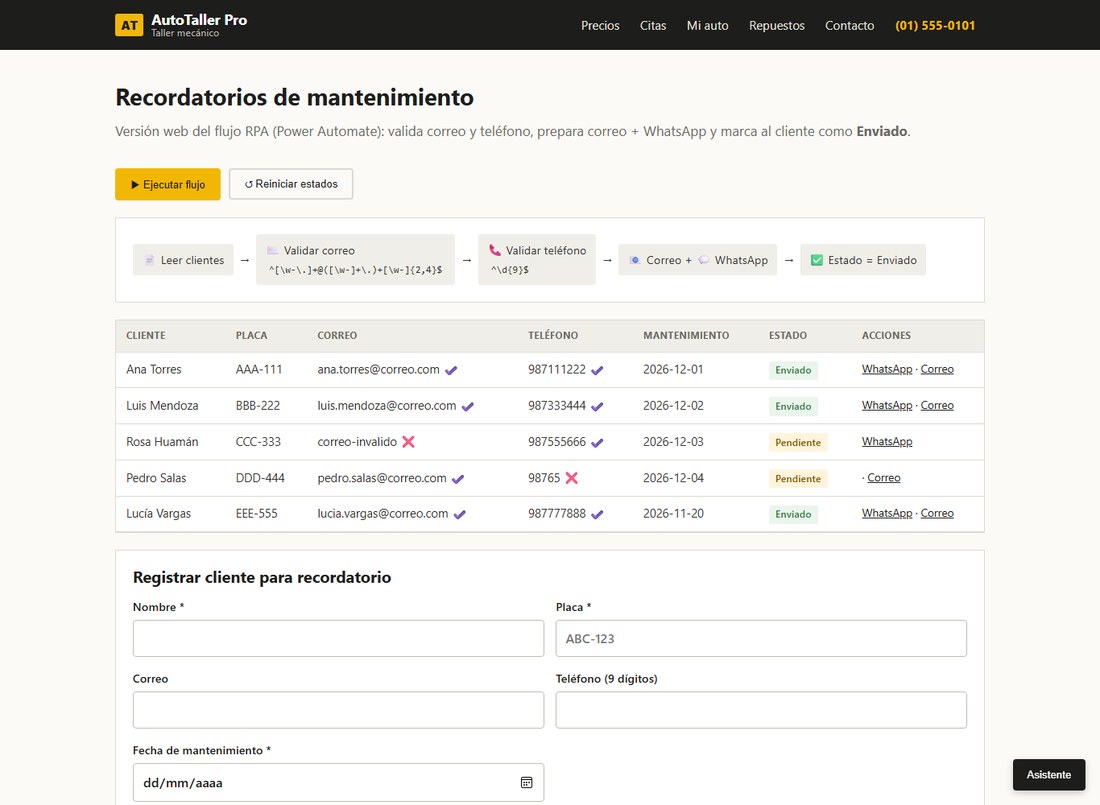 AT
AutoTaller Pro
Taller mecánico
Precios Citas Mi auto Repuestos Contacto (01) 555-0101
Recordatorios de mantenimiento
Versión web del flujo RPA (Power Automate): valida correo y teléfono, prepara correo + WhatsApp y marca al cliente como Enviado.
▶ Ejecutar flujo ↺ Reiniciar estados
Leer clientes → Validar correo → Validar teléfono → Correo + WhatsApp → Estado = Enviado
^[\w-\.]+@([\w-]+\.)+[\w-]{2,4}$ ^\d{9}$
CLIENTE PLACA CORREO TELÉFONO MANTENIMIENTO ESTADO ACCIONES
Ana Torres AAA-111 ana.torres@correo.com ✔ 987111222 ✔ 2026-12-01 Enviado WhatsApp · Correo
Luis Mendoza BBB-222 luis.mendoza@correo.com ✔ 987333444 ✔ 2026-12-02 Enviado WhatsApp · Correo
Rosa Huamán CCC-333 correo-invalido ❌ 987555666 ✔ 2026-12-03 Pendiente WhatsApp
Pedro Salas DDD-444 pedro.salas@correo.com ✔ 98765 ❌ 2026-12-04 Pendiente · Correo
Lucía Vargas EEE-555 lucia.vargas@correo.com ✔ 987777888 ✔ 2026-11-20 Enviado WhatsApp · Correo
Registrar cliente para recordatorio
Nombre * Placa *
ABC-123
Correo Teléfono (9 dígitos)
Fecha de mantenimiento *
dd/mm/aaaa
Asistente